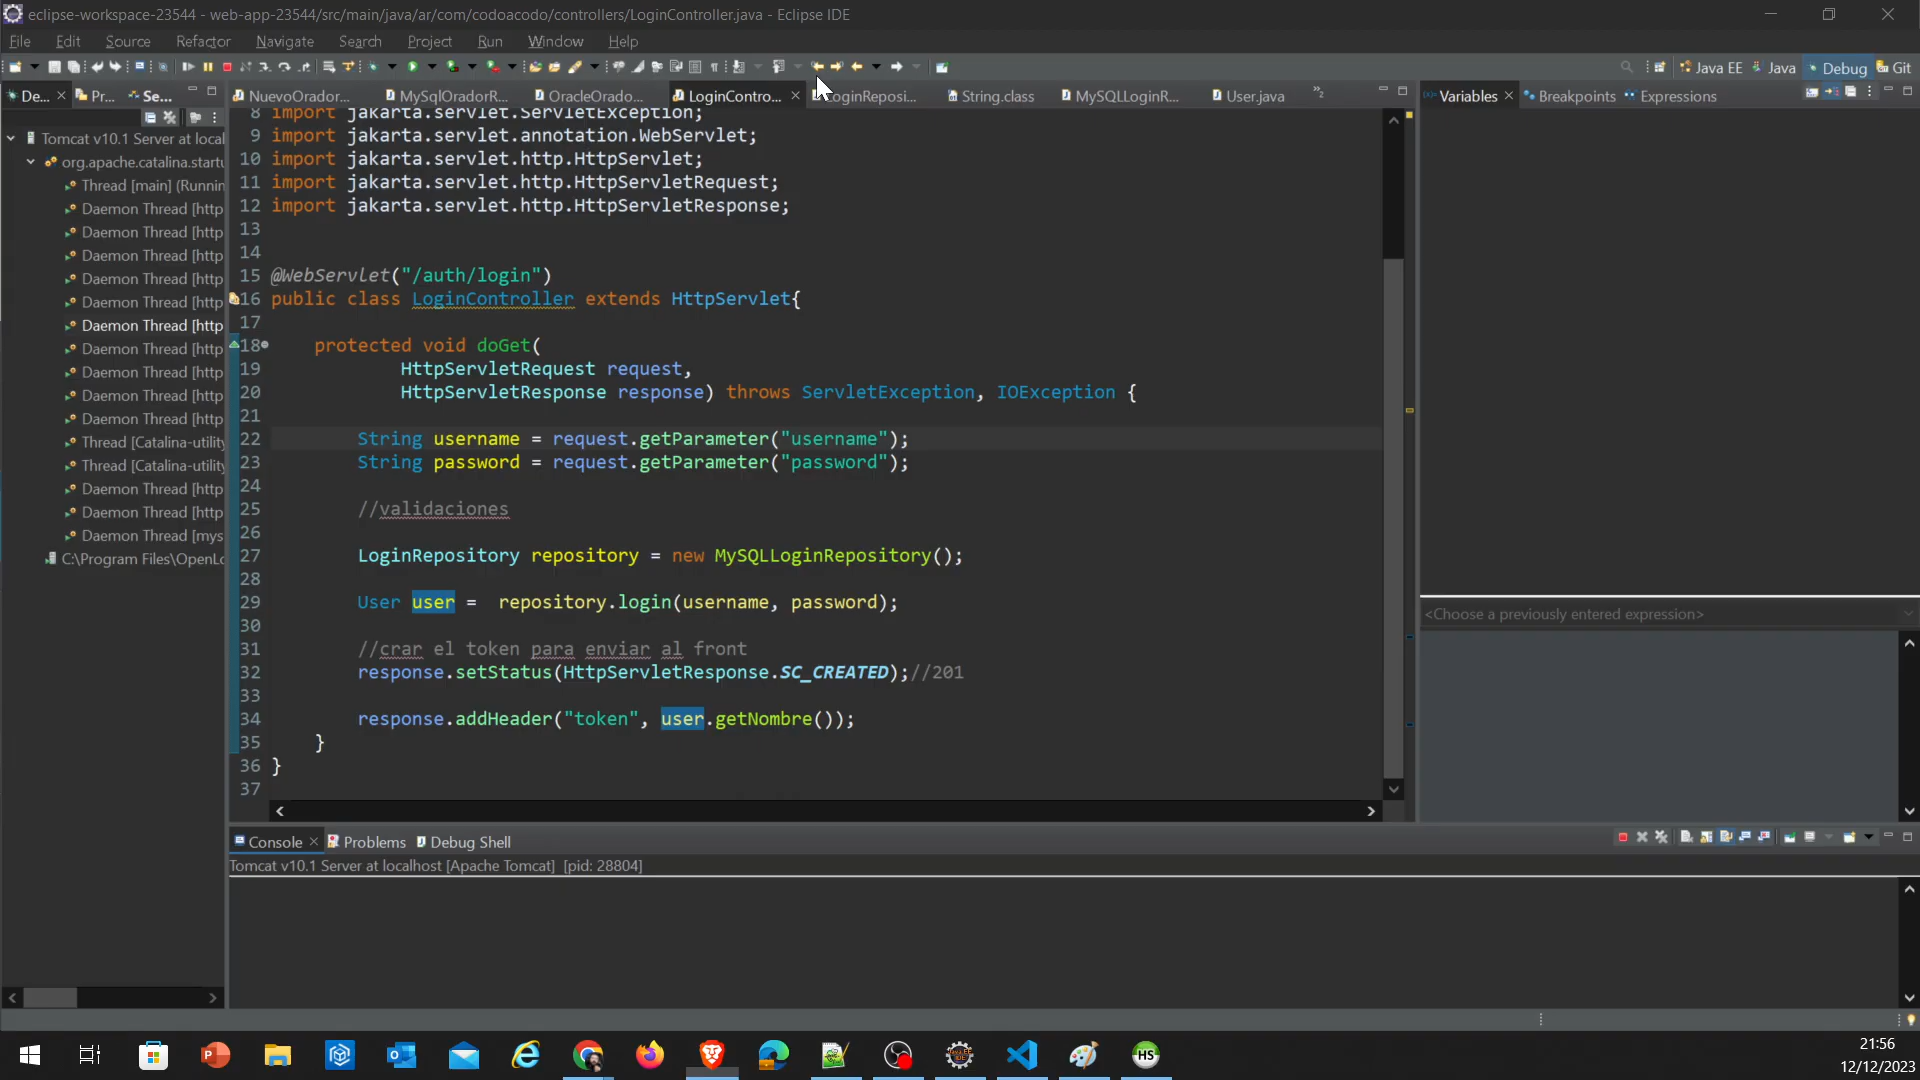 eclipse-workspace-23544 - web-app-23544/src/main/java/ar/com/codoacodo/controllers/LoginController.java - Eclipse IDE
File Edit Source Refactor Navigate Search Project Run Window Help
Java EE Java Debug Git
De... Pr... Se...
NuevoOrador... MySqlOradorR... OracleOrado... LoginContro... LoginReposi... String.class MySQLLoginR... User.java »2
Variables Breakpoints Expressions
Tomcat v10.1 Server at local
org.apache.catalina.startu
Thread [main] (Runnin
Daemon Thread [http
Daemon Thread [http
Daemon Thread [http
Daemon Thread [http
Daemon Thread [http
Daemon Thread [http
Daemon Thread [http
Daemon Thread [http
Daemon Thread [http
Daemon Thread [http
Thread [Catalina-utility
Thread [Catalina-utility
Daemon Thread [http
Daemon Thread [http
Daemon Thread [mys
C:\Program Files\OpenLo
8 import jakarta.servlet.ServletException;
9 import jakarta.servlet.annotation.WebServlet;
10 import jakarta.servlet.http.HttpServlet;
11 import jakarta.servlet.http.HttpServletRequest;
12 import jakarta.servlet.http.HttpServletResponse;
13
14
15 @WebServlet("/auth/login")
16 public class LoginController extends HttpServlet{
17
18 protected void doGet(
19 HttpServletRequest request,
20 HttpServletResponse response) throws ServletException, IOException {
21
22 String username = request.getParameter("username");
23 String password = request.getParameter("password");
24
25 //validaciones
26
27 LoginRepository repository = new MySQLLoginRepository();
28
29 User user = repository.login(username, password);
30
31 //crar el token para enviar al front
32 response.setStatus(HttpServletResponse.SC_CREATED);//201
33
34 response.addHeader("token", user.getNombre());
35 }
36 }
37
<Choose a previously entered expression>
Console Problems Debug Shell
Tomcat v10.1 Server at localhost [Apache Tomcat] [pid: 28804]
HS
21:56
12/12/2023